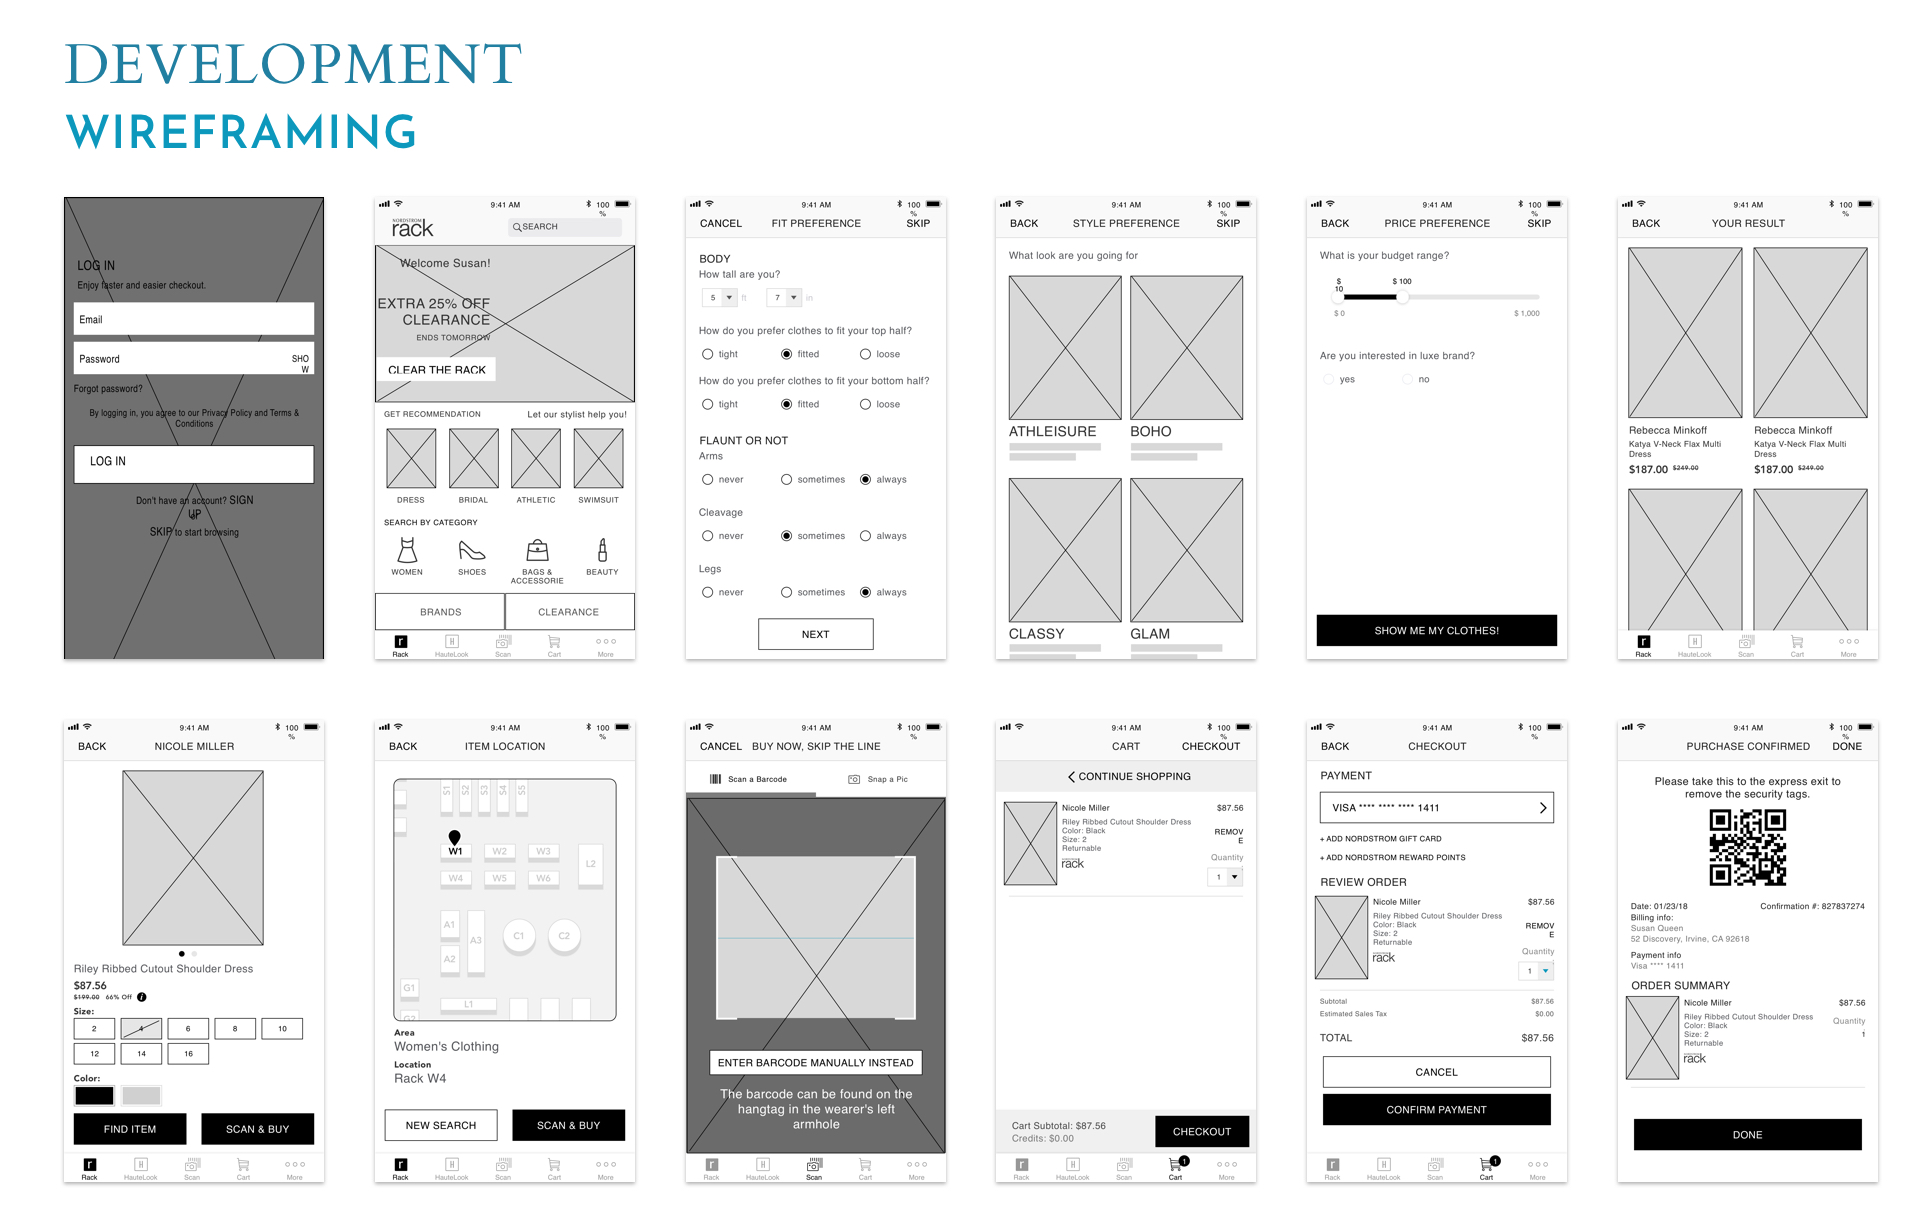 DEVELOPMENT
WIREFRAMING
LOG IN
Enjoy faster and easier checkout.
Email
Password
SHO
W
Forgot password?
By logging in, you agree to our Privacy Policy and Terms &
Conditions
LOG IN
Don't have an account? SIGN
UP
SKIP to start browsing
9:41 AM
100
%
NORDSTROM
rack
SEARCH
Welcome Susan!
EXTRA 25% OFF
CLEARANCE
ENDS TOMORROW
CLEAR THE RACK
GET RECOMMENDATION
Let our stylist help you!
DRESS
BRIDAL
ATHLETIC
SWIMSUIT
SEARCH BY CATEGORY
WOMEN
SHOES
BAGS &
ACCESSORIE
BEAUTY
BRANDS
CLEARANCE
r
H
Rack
HauteLook
Scan
Cart
More
9:41 AM
100
%
CANCEL
FIT PREFERENCE
SKIP
BODY
How tall are you?
5
ft
7
in
How do you prefer clothes to fit your top half?
tight
fitted
loose
How do you prefer clothes to fit your bottom half?
tight
fitted
loose
FLAUNT OR NOT
Arms
never
sometimes
always
Cleavage
never
sometimes
always
Legs
never
sometimes
always
NEXT
9:41 AM
100
%
BACK
STYLE PREFERENCE
SKIP
What look are you going for
ATHLEISURE
BOHO
CLASSY
GLAM
9:41 AM
100
%
BACK
PRICE PREFERENCE
SKIP
What is your budget range?
$
10
$ 100
$ 0
$ 1,000
Are you interested in luxe brand?
yes
no
SHOW ME MY CLOTHES!
9:41 AM
100
%
BACK
YOUR RESULT
Rebecca Minkoff
Katya V-Neck Flax Multi
Dress
$187.00 $249.00
Rebecca Minkoff
Katya V-Neck Flax Multi
Dress
$187.00 $249.00
r
H
Rack
HauteLook
Scan
Cart
More
9:41 AM
100
%
BACK
NICOLE MILLER
Riley Ribbed Cutout Shoulder Dress
$87.56
$199.00 66% Off i
Size:
2
4
6
8
10
12
14
16
Color:
FIND ITEM
SCAN & BUY
r
H
Rack
HauteLook
Scan
Cart
More
9:41 AM
100
%
BACK
ITEM LOCATION
S1
S2
S3
S4
S5
W1
W2
W3
L2
W4
W5
W6
A1
A3
C1
C2
A2
G1
L1
G2
Area
Women's Clothing
Location
Rack W4
NEW SEARCH
SCAN & BUY
r
H
Rack
HauteLook
Scan
Cart
More
9:41 AM
100
%
CANCEL
BUY NOW, SKIP THE LINE
Scan a Barcode
Snap a Pic
ENTER BARCODE MANUALLY INSTEAD
The barcode can be found on the
hangtag in the wearer's left
armhole
r
H
Rack
HauteLook
Scan
Cart
More
9:41 AM
100
%
CART
CHECKOUT
CONTINUE SHOPPING
Nicole Miller
$87.56
Riley Ribbed Cutout Shoulder Dress
Color: Black
Size: 2
Returnable
REMOV
E
rack
Quantity
1
Cart Subtotal: $87.56
Credits: $0.00
CHECKOUT
r
H
1
Rack
HauteLook
Scan
Cart
More
9:41 AM
100
%
BACK
CHECKOUT
PAYMENT
VISA **** **** **** 1411
+ ADD NORDSTROM GIFT CARD
+ ADD NORDSTROM REWARD POINTS
REVIEW ORDER
Nicole Miller
$87.56
Riley Ribbed Cutout Shoulder Dress
Color: Black
Size: 2
Returnable
REMOV
E
rack
Quantity
1
Subtotal
$87.56
Estimated Sales Tax
$0.00
TOTAL
$87.56
CANCEL
CONFIRM PAYMENT
r
H
1
Rack
HauteLook
Scan
Cart
More
9:41 AM
100
%
PURCHASE CONFIRMED
DONE
Please take this to the express exit to
remove the security tags.
Date: 01/23/18
Confirmation #: 827837274
Billing info:
Susan Queen
52 Discovery, Irvine, CA 92618
Payment info
Visa **** 1411
ORDER SUMMARY
Nicole Miller
$87.56
Riley Ribbed Cutout Shoulder Dress
Color: Black
Size: 2
Returnable
rack
Quantity
1
DONE